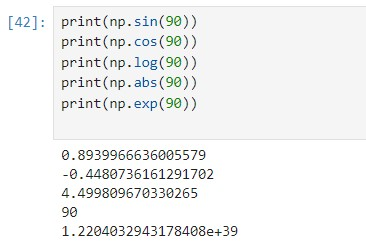 [42]: print(np.sin(90))
print(np.cos(90))
print(np.log(90))
print(np.abs(90))
print(np.exp(90))
0.8939966636005579
-0.4480736161291702
4.499809670330265
90
1.2204032943178408e+39